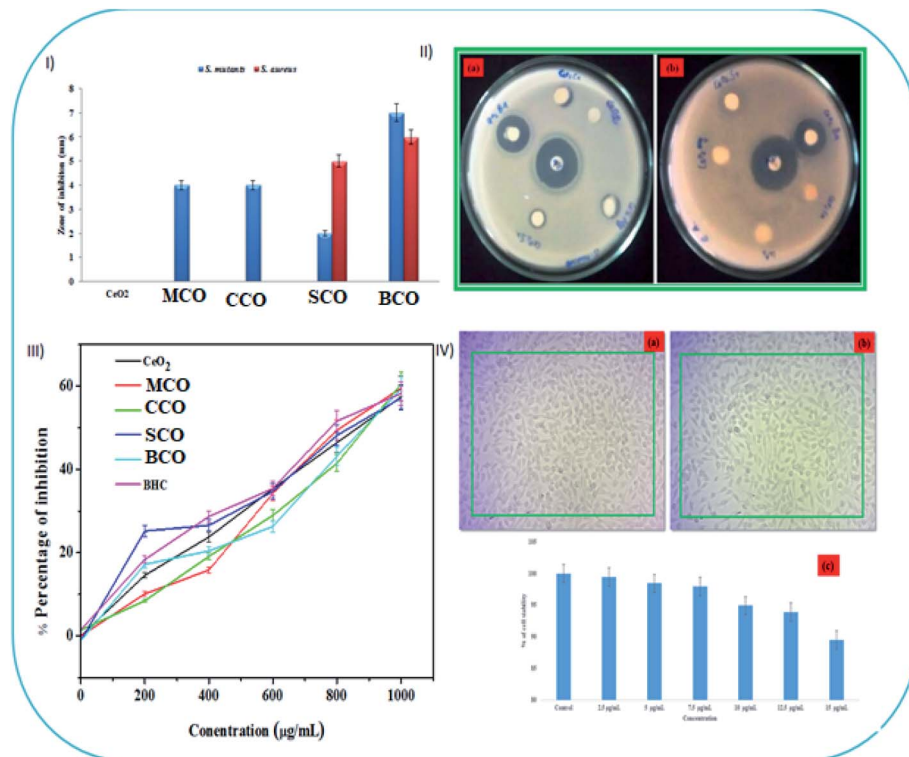 I)
S. mutants S. aureus
Zone of inhibition (mm)
8
7
6
5
4
3
2
1
0
CeO2 MCO CCO SCO BCO
II)
(a)
(b)
III)
CeO2
MCO
CCO
SCO
BCO
BHC
% Percentage of inhibition
60
40
20
0
0 200 400 600 800 1000
Conentration (µg/mL)
IV)
(a)
(b)
(c)
% of cell viability
Control 2.5 µg/mL 5 µg/mL 7.5 µg/mL 10 µg/mL 12.5 µg/mL 15 µg/mL
Concentration